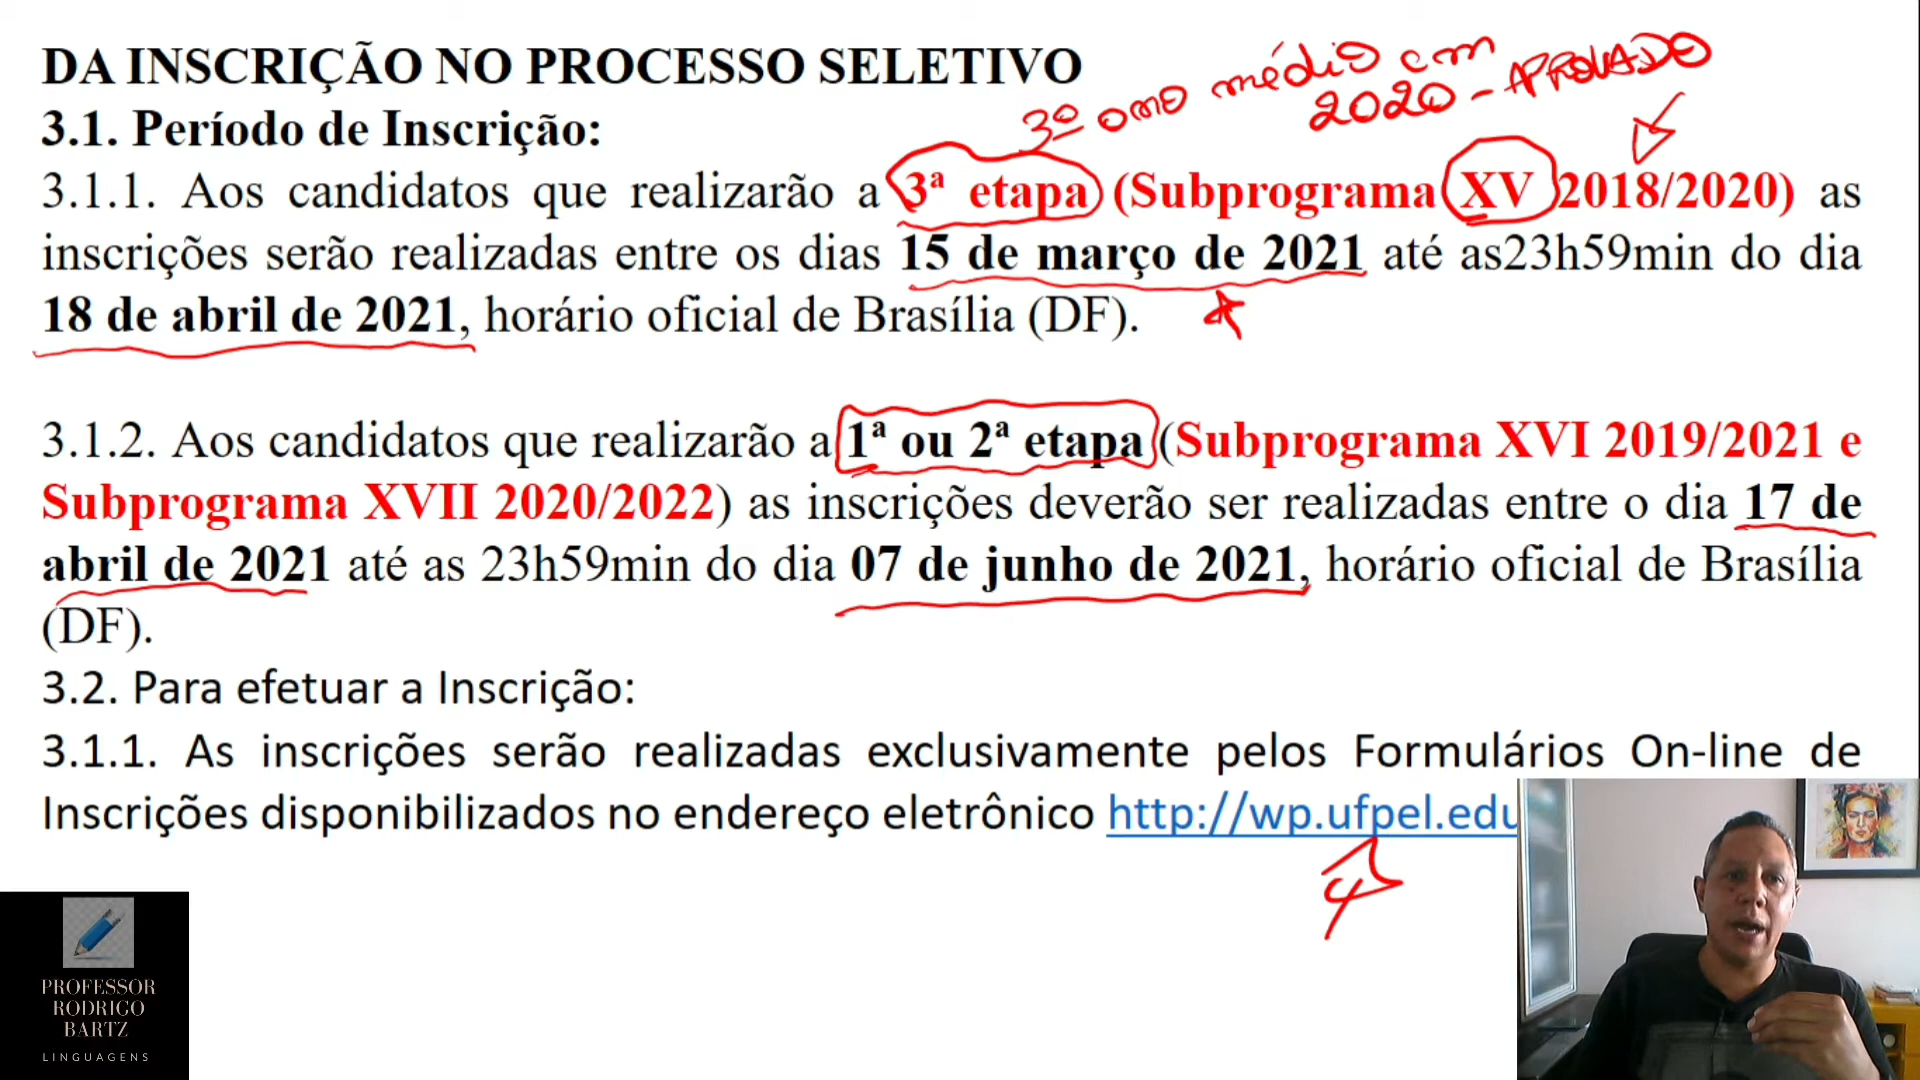 DA INSCRIÇÃO NO PROCESSO SELETIVO
3º ano médio em
2020 - APROVADO
3.1. Período de Inscrição:
3.1.1. Aos candidatos que realizarão a 3ª etapa (Subprograma XV 2018/2020) as
inscrições serão realizadas entre os dias 15 de março de 2021 até as23h59min do dia
18 de abril de 2021, horário oficial de Brasília (DF).
3.1.2. Aos candidatos que realizarão a 1ª ou 2ª etapa (Subprograma XVI 2019/2021 e
Subprograma XVII 2020/2022) as inscrições deverão ser realizadas entre o dia 17 de
abril de 2021 até as 23h59min do dia 07 de junho de 2021, horário oficial de Brasília
(DF).
3.2. Para efetuar a Inscrição:
3.1.1. As inscrições serão realizadas exclusivamente pelos Formulários On-line de
Inscrições disponibilizados no endereço eletrônico http://wp.ufpel.edu
PROFESSOR
RODRIGO
BARTZ
LINGUAGENS